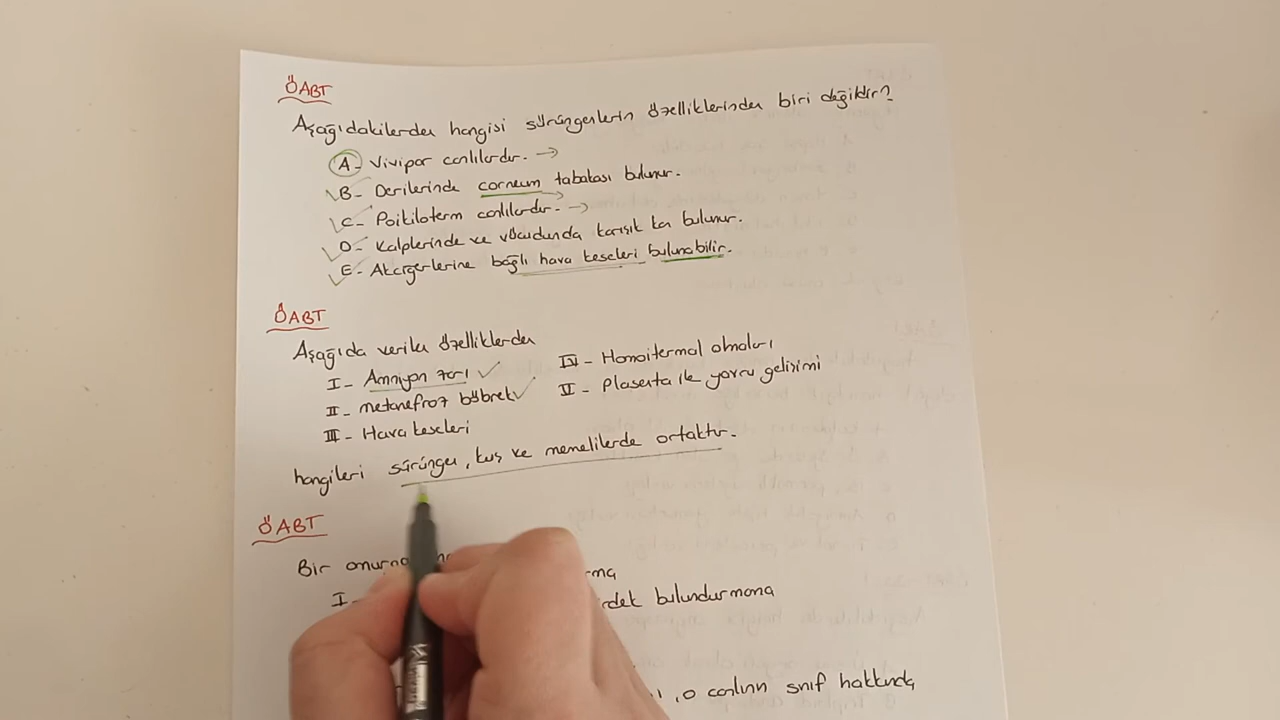 ÖABT
Aşağıdakilerden hangisi sürüngenlerin özelliklerinden biri değildir?
A- Vivipar canlılardır. →
B- Derilerinde corneum tabakası bulunur.
C- Poikiloterm canlılardır. →
D- Kalplerinde ve vücudunda karışık kan bulunur.
E- Akciğerlerine bağlı hava keseleri bulunabilir.
ÖABT
Aşağıda verilen özelliklerden
I- Amniyon zarı ✓
II- metanefroz böbrek ✓
III- Hava keseleri
IV- Homoitermal olmaları
II- Plasenta ile yavru gelişimi
hangileri sürüngen, kuş ve memelilerde ortaktır.
ÖABT
Bir
I-
bulundurmama
, o canlının sınıf hakkında